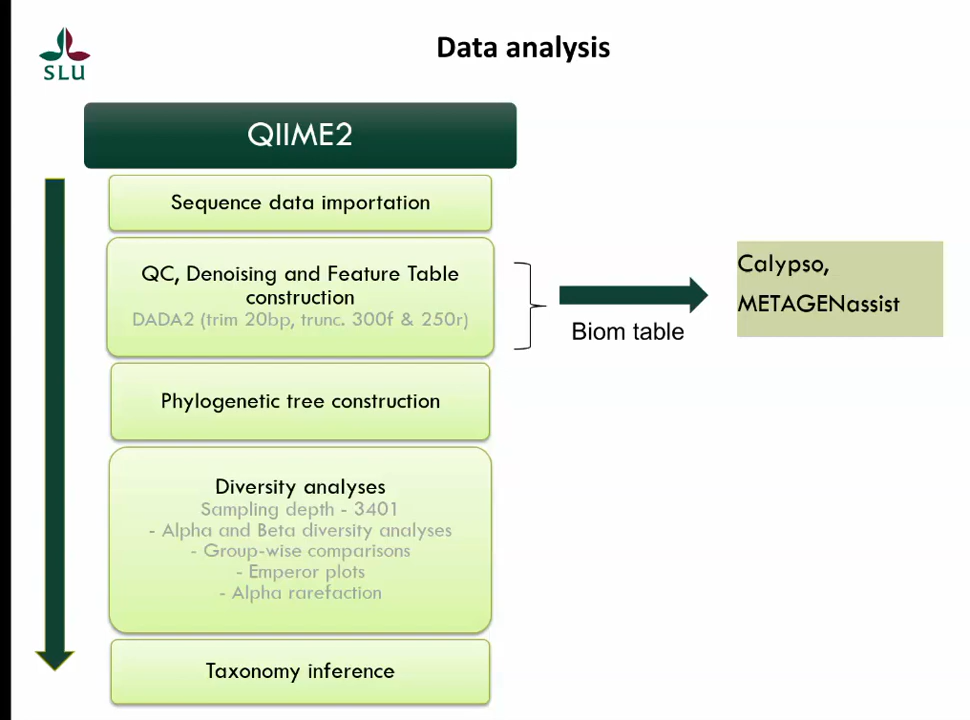 SLU
Data analysis
QIIME2
Sequence data importation
QC, Denoising and Feature Table
construction
DADA2 (trim 20bp, trunc. 300f & 250r)
Calypso,
METAGENassist
Biom table
Phylogenetic tree construction
Diversity analyses
Sampling depth - 3401
- Alpha and Beta diversity analyses
- Group-wise comparisons
- Emperor plots
- Alpha rarefaction
Taxonomy inference